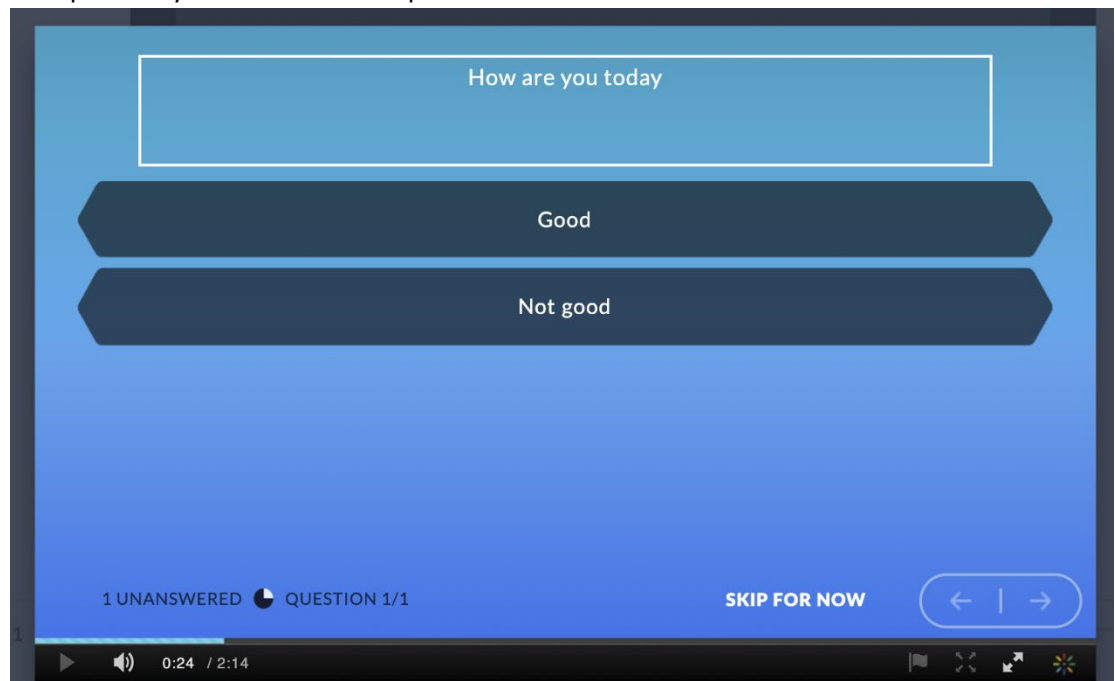 How are you today
Good
Not good
1 UNANSWERED QUESTION 1/1
SKIP FOR NOW
1
0:24 / 2:14